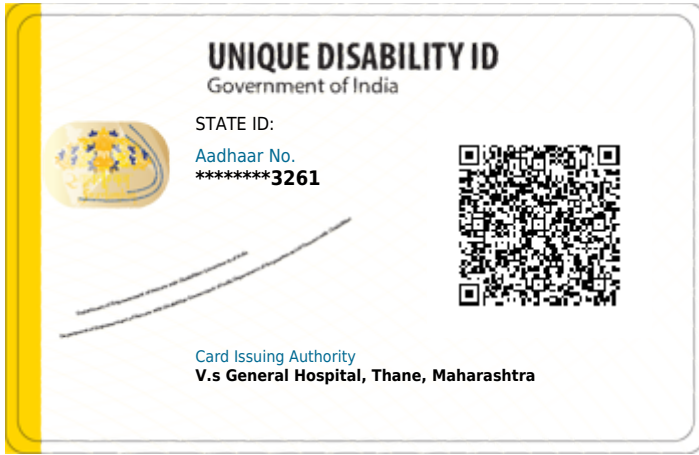 UNIQUE DISABILITY ID
Government of India
STATE ID:
Aadhaar No.
********3261
Card Issuing Authority
V.s General Hospital, Thane, Maharashtra